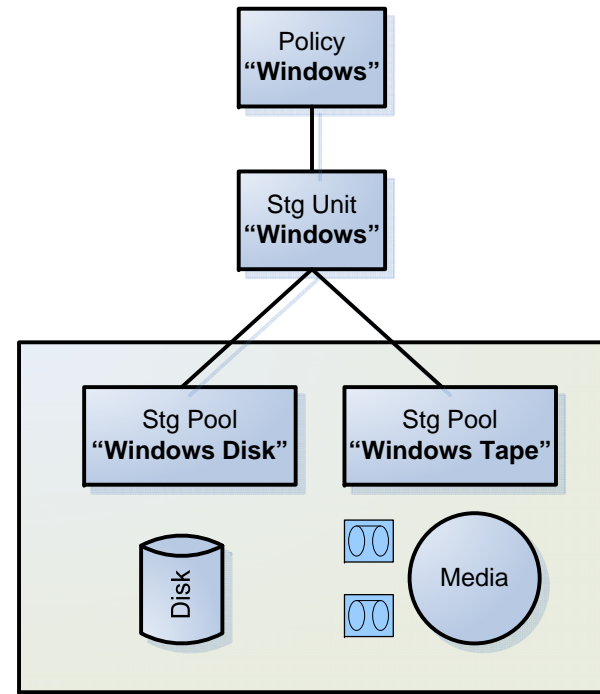 Policy
“Windows”
Stg Unit
“Windows”
Stg Pool
“Windows Disk”
Stg Pool
“Windows Tape”
Disk
Media